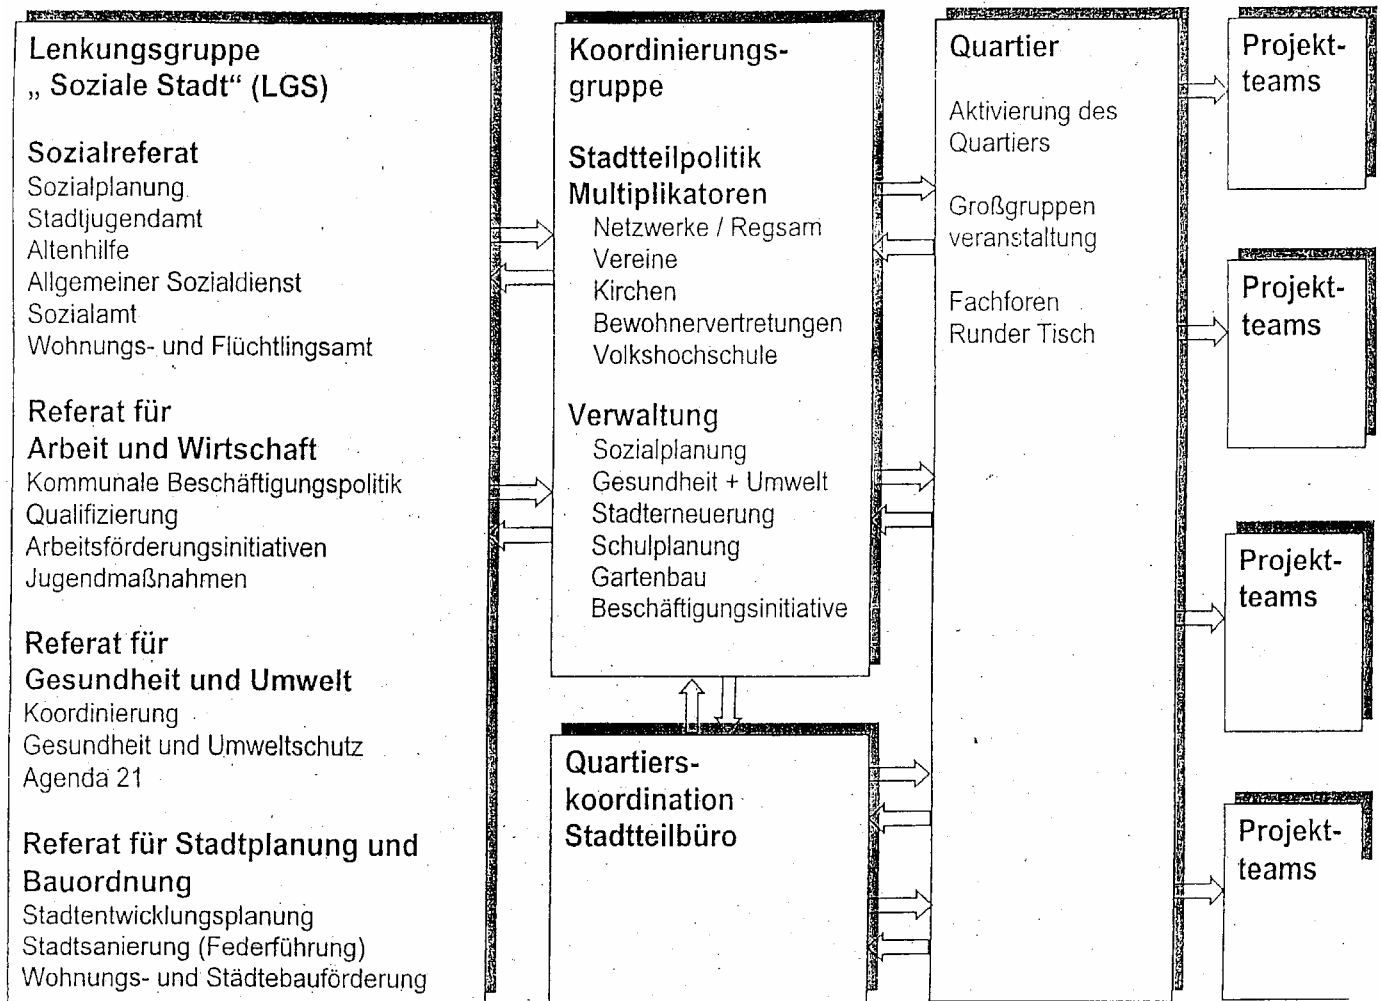 Lenkungsgruppe
„ Soziale Stadt“ (LGS)
Sozialreferat
Sozialplanung
Stadtjugendamt
Altenhilfe
Allgemeiner Sozialdienst
Sozialamt
Wohnungs- und Flüchtlingsamt
Referat für
Arbeit und Wirtschaft
Kommunale Beschäftigungspolitik
Qualifizierung
Arbeitsförderungsinitiativen
Jugendmaßnahmen
Referat für
Gesundheit und Umwelt
Koordinierung
Gesundheit und Umweltschutz
Agenda 21
Referat für Stadtplanung und
Bauordnung
Stadtentwicklungsplanung
Stadtsanierung (Federführung)
Wohnungs- und Städtebauförderung
Koordinierungs-
gruppe
Stadtteilpolitik
Multiplikatoren
Netzwerke / Regsam
Vereine
Kirchen
Bewohnervertretungen
Volkshochschule
Verwaltung
Sozialplanung
Gesundheit + Umwelt
Stadterneuerung
Schulplanung
Gartenbau
Beschäftigungsinitiative
Quartiers-
koordination
Stadtteilbüro
Quartier
Aktivierung des
Quartiers
Großgruppen
veranstaltung
Fachforen
Runder Tisch
Projekt-
teams
Projekt-
teams
Projekt-
teams
Projekt-
teams